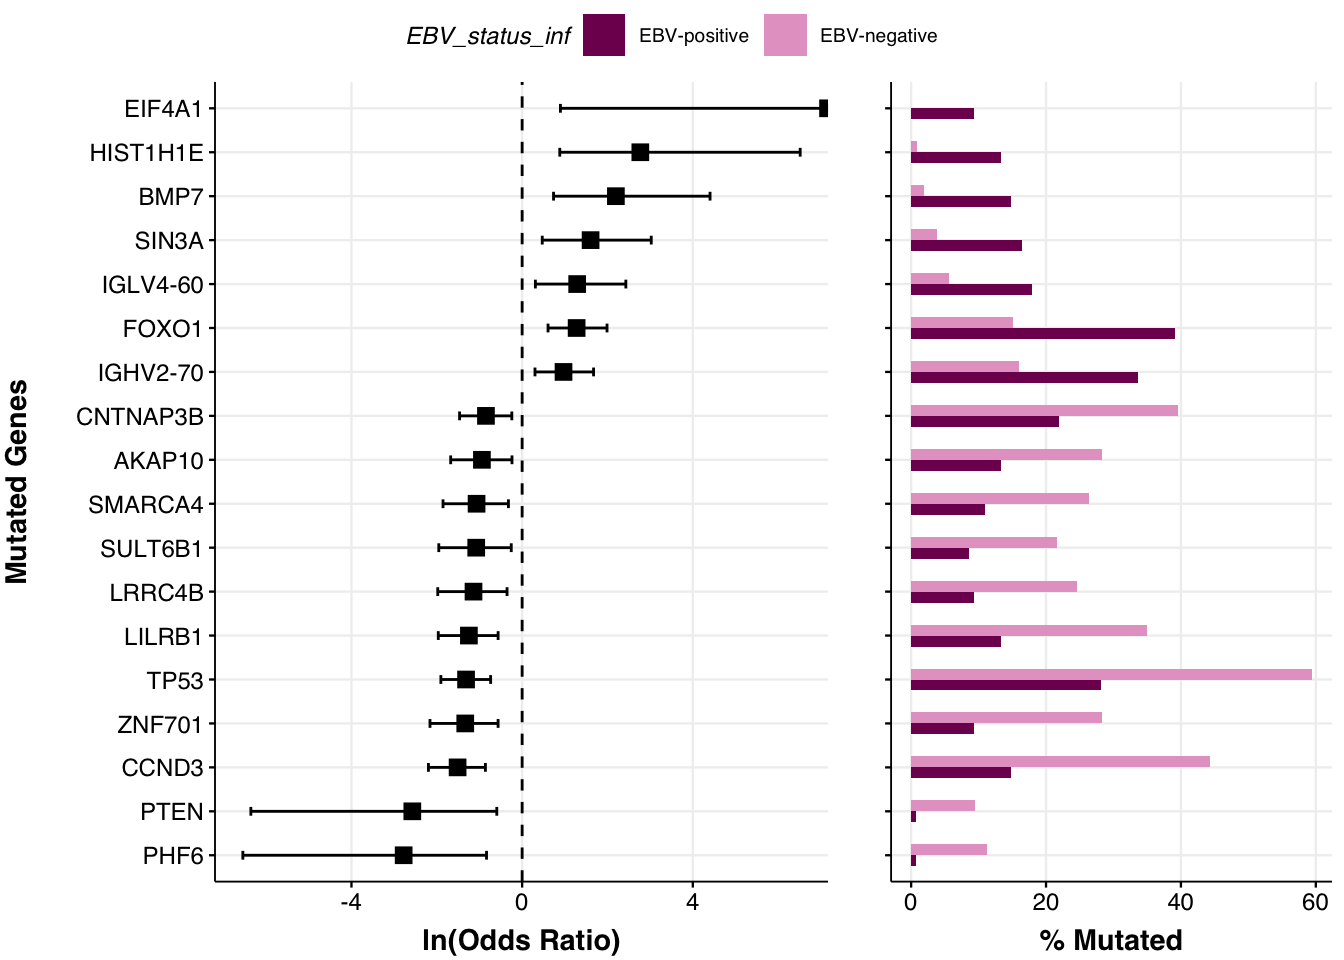 EBV_status_inf EBV-positive EBV-negative
Mutated Genes
EIF4A1
HIST1H1E
BMP7
SIN3A
IGLV4-60
FOXO1
IGHV2-70
CNTNAP3B
AKAP10
SMARCA4
SULT6B1
LRRC4B
LILRB1
TP53
ZNF701
CCND3
PTEN
PHF6
-4 0 4
ln(Odds Ratio)
0 20 40 60
% Mutated